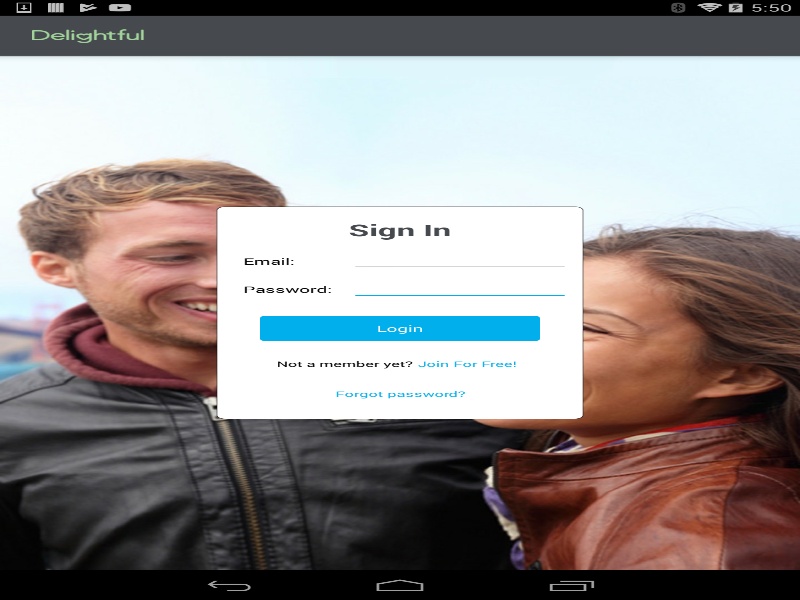 5:50
Delightful
Sign In
Email:
Password:
Login
Not a member yet? Join For Free!
Forgot password?